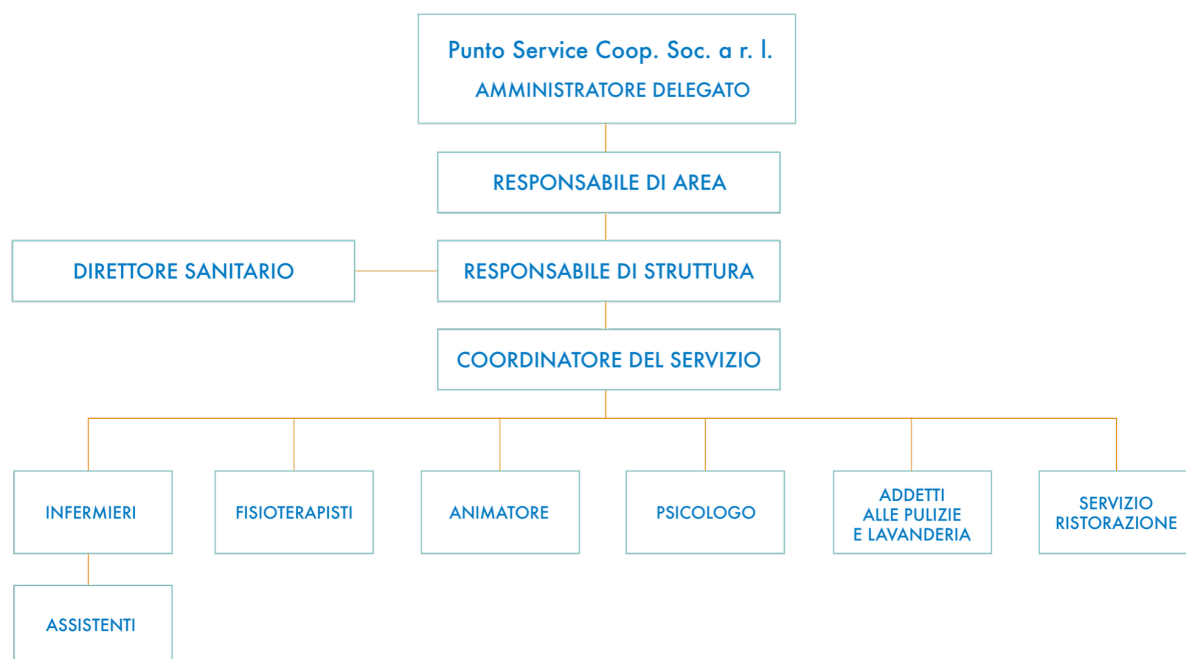 Punto Service Coop. Soc. a r. l.
AMMINISTRATORE DELEGATO
RESPONSABILE DI AREA
DIRETTORE SANITARIO
RESPONSABILE DI STRUTTURA
COORDINATORE DEL SERVIZIO
INFERMIERI
FISIOTERAPISTI
ANIMATORE
PSICOLOGO
ADDETTI
ALLE PULIZIE
E LAVANDERIA
SERVIZIO
RISTORAZIONE
ASSISTENTI